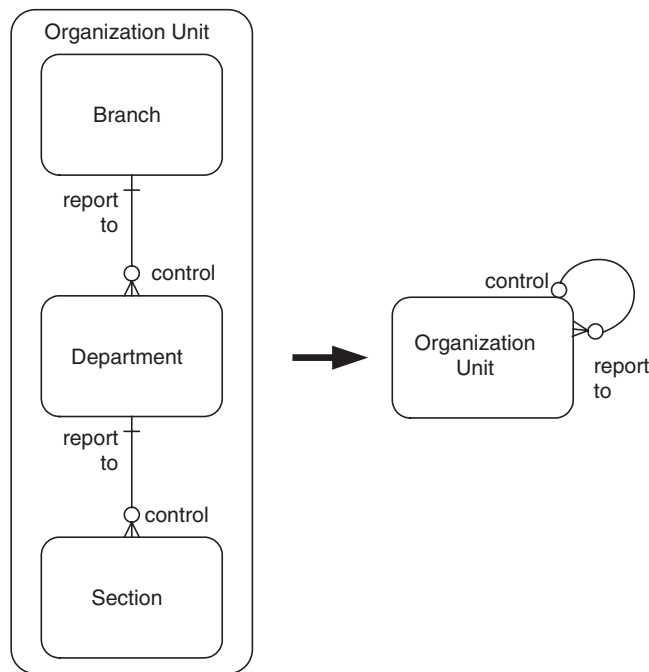 Organization Unit
Branch
report
to
control
Department
report
to
control
Section
control
Organization
Unit
report
to